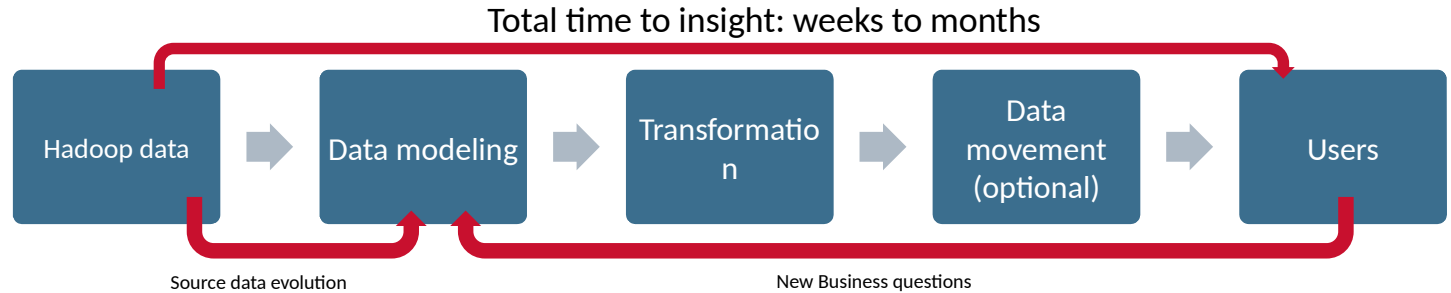 Total time to insight: weeks to months
Hadoop data
Data modeling
Transformatio
n
Data
movement
(optional)
Users
Source data evolution
New Business questions